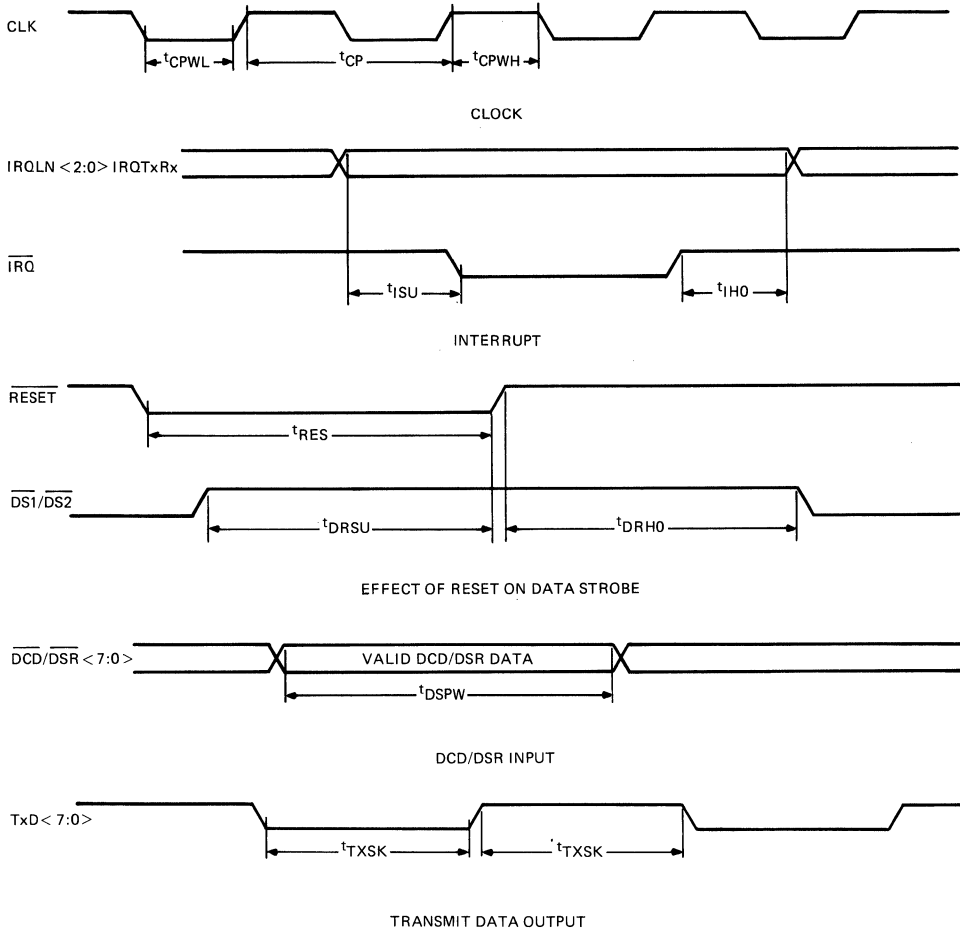 CLK
tCPWL
tCP
tCPWH
CLOCK
IRQLN <2:0> IRQTxRx
IRQ
tISU
tIH0
INTERRUPT
RESET
tRES
DS1/DS2
tDRSU
tDRH0
EFFECT OF RESET ON DATA STROBE
DCD/DSR <7:0>
VALID DCD/DSR DATA
tDSPW
DCD/DSR INPUT
TxD< 7:0>
tTXSK
tTXSK
TRANSMIT DATA OUTPUT